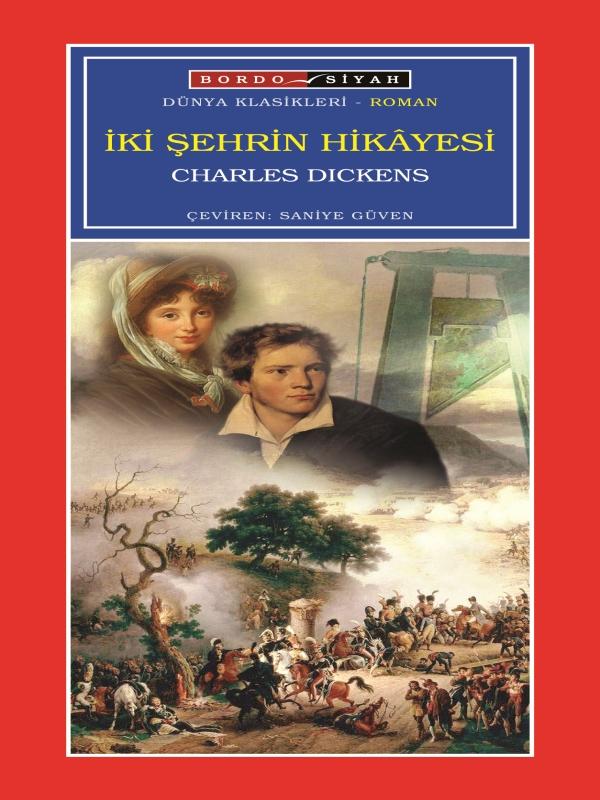 BORDO SİYAH
DÜNYA KLASİKLERİ - ROMAN
İKİ ŞEHRİN HİKÂYESİ
CHARLES DICKENS
ÇEVİREN: SANİYE GÜVEN